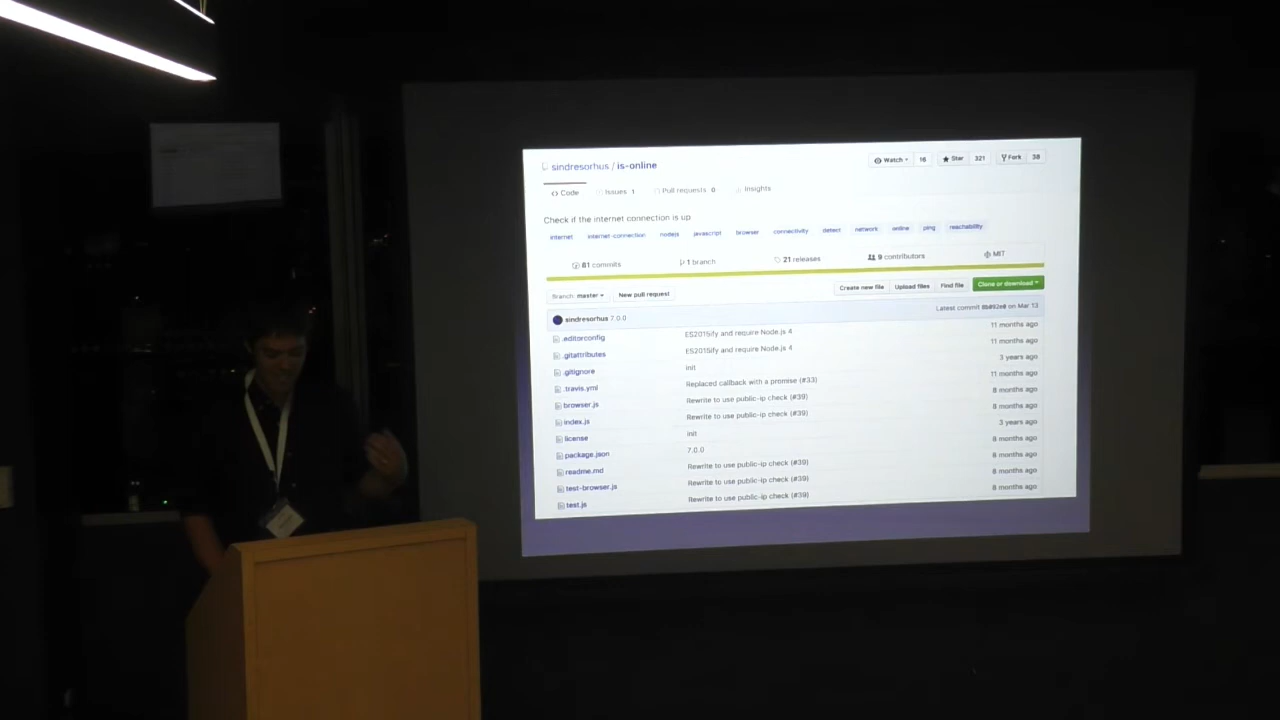 sindresorhus / is-online
Watch 16 Star 321 Fork 38
Code Issues 1 Pull requests 0 Insights
Check if the internet connection is up
internet internet-connection nodejs javascript browser connectivity detect network online ping reachability
81 commits 1 branch 21 releases 9 contributors MIT
Branch: master New pull request Create new file Upload files Find file Clone or download
sindresorhus 7.0.0 Latest commit on Mar 13
.editorconfig ES2015ify and require Node.js 4 11 months ago
.gitattributes ES2015ify and require Node.js 4 11 months ago
.gitignore init 3 years ago
.travis.yml Replaced callback with a promise (#33) 11 months ago
browser.js Rewrite to use public-ip check (#39) 8 months ago
index.js Rewrite to use public-ip check (#39) 8 months ago
license init 3 years ago
package.json 7.0.0 8 months ago
readme.md Rewrite to use public-ip check (#39) 8 months ago
test-browser.js Rewrite to use public-ip check (#39) 8 months ago
test.js Rewrite to use public-ip check (#39) 8 months ago